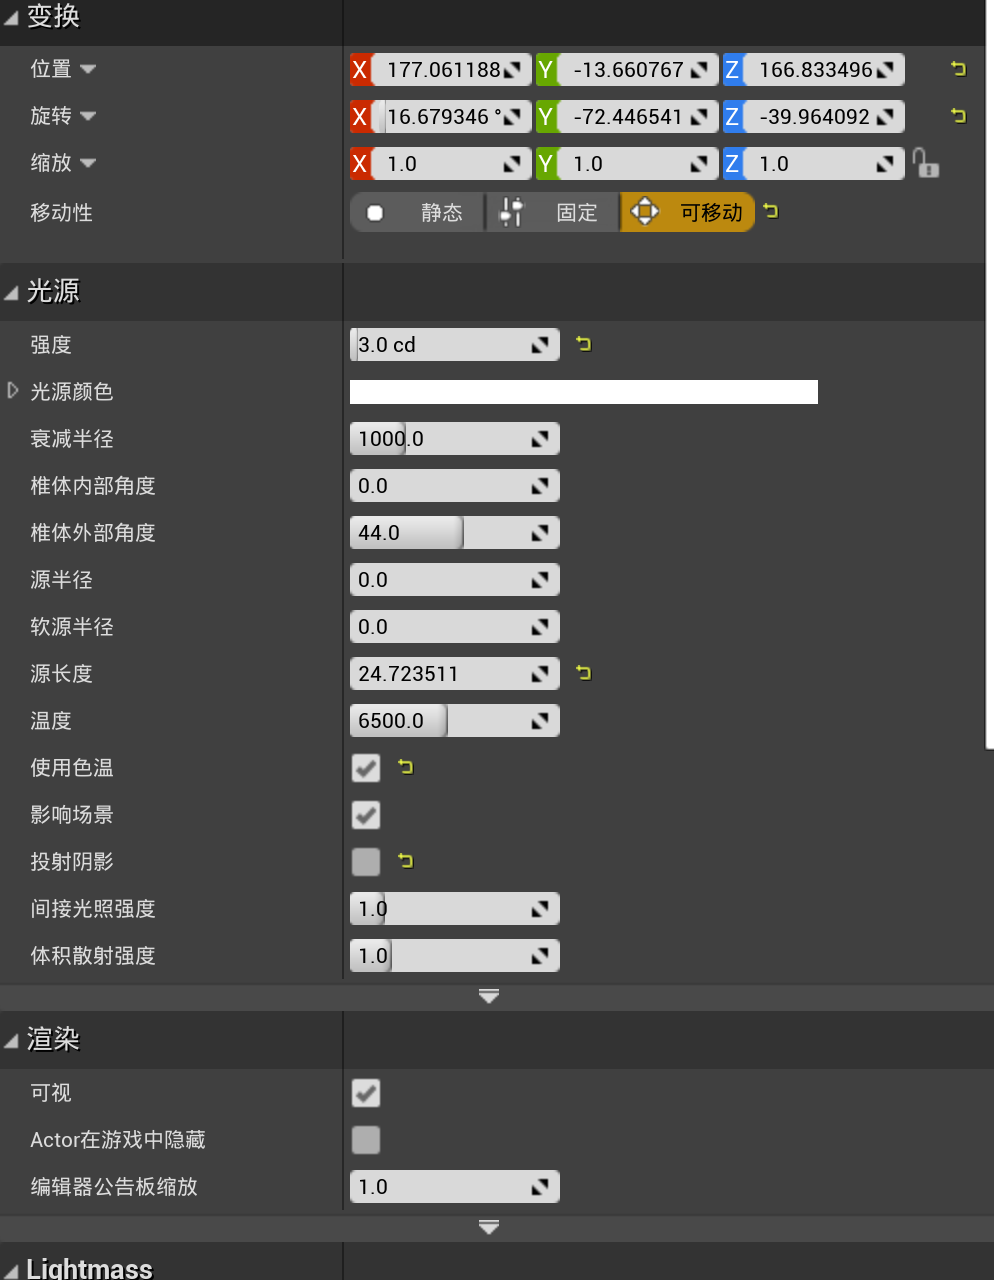 变换
位置 X 177.061188 Y -13.660767 Z 166.833496
旋转 X 16.679346 ° Y -72.446541 Z -39.964092
缩放 X 1.0 Y 1.0 Z 1.0
移动性 静态 固定 可移动
光源
强度 3.0 cd
光源颜色
衰减半径 1000.0
椎体内部角度 0.0
椎体外部角度 44.0
源半径 0.0
软源半径 0.0
源长度 24.723511
温度 6500.0
使用色温
影响场景
投射阴影
间接光照强度 1.0
体积散射强度 1.0
渲染
可视
Actor在游戏中隐藏
编辑器公告板缩放 1.0
Lightmass